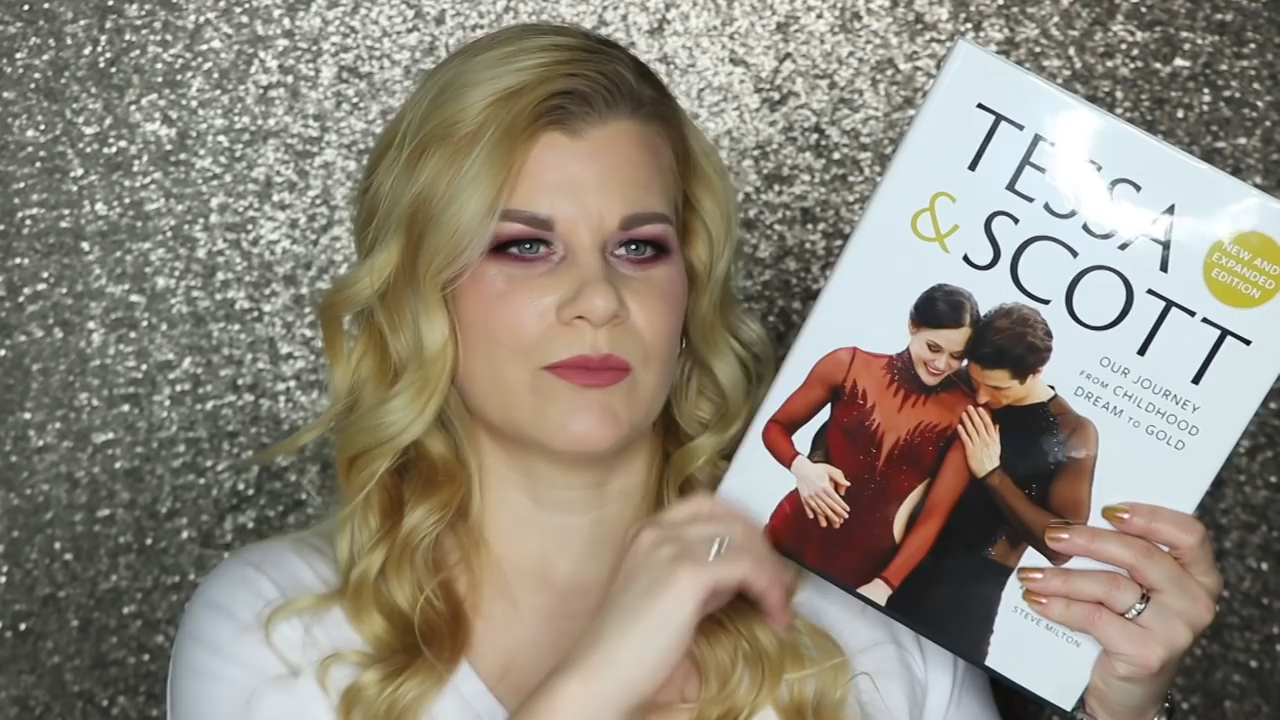 TESSA
& SCOTT
NEW AND
EXPANDED
EDITION
OUR JOURNEY
FROM CHILDHOOD
DREAM TO GOLD
STEVE MILTON